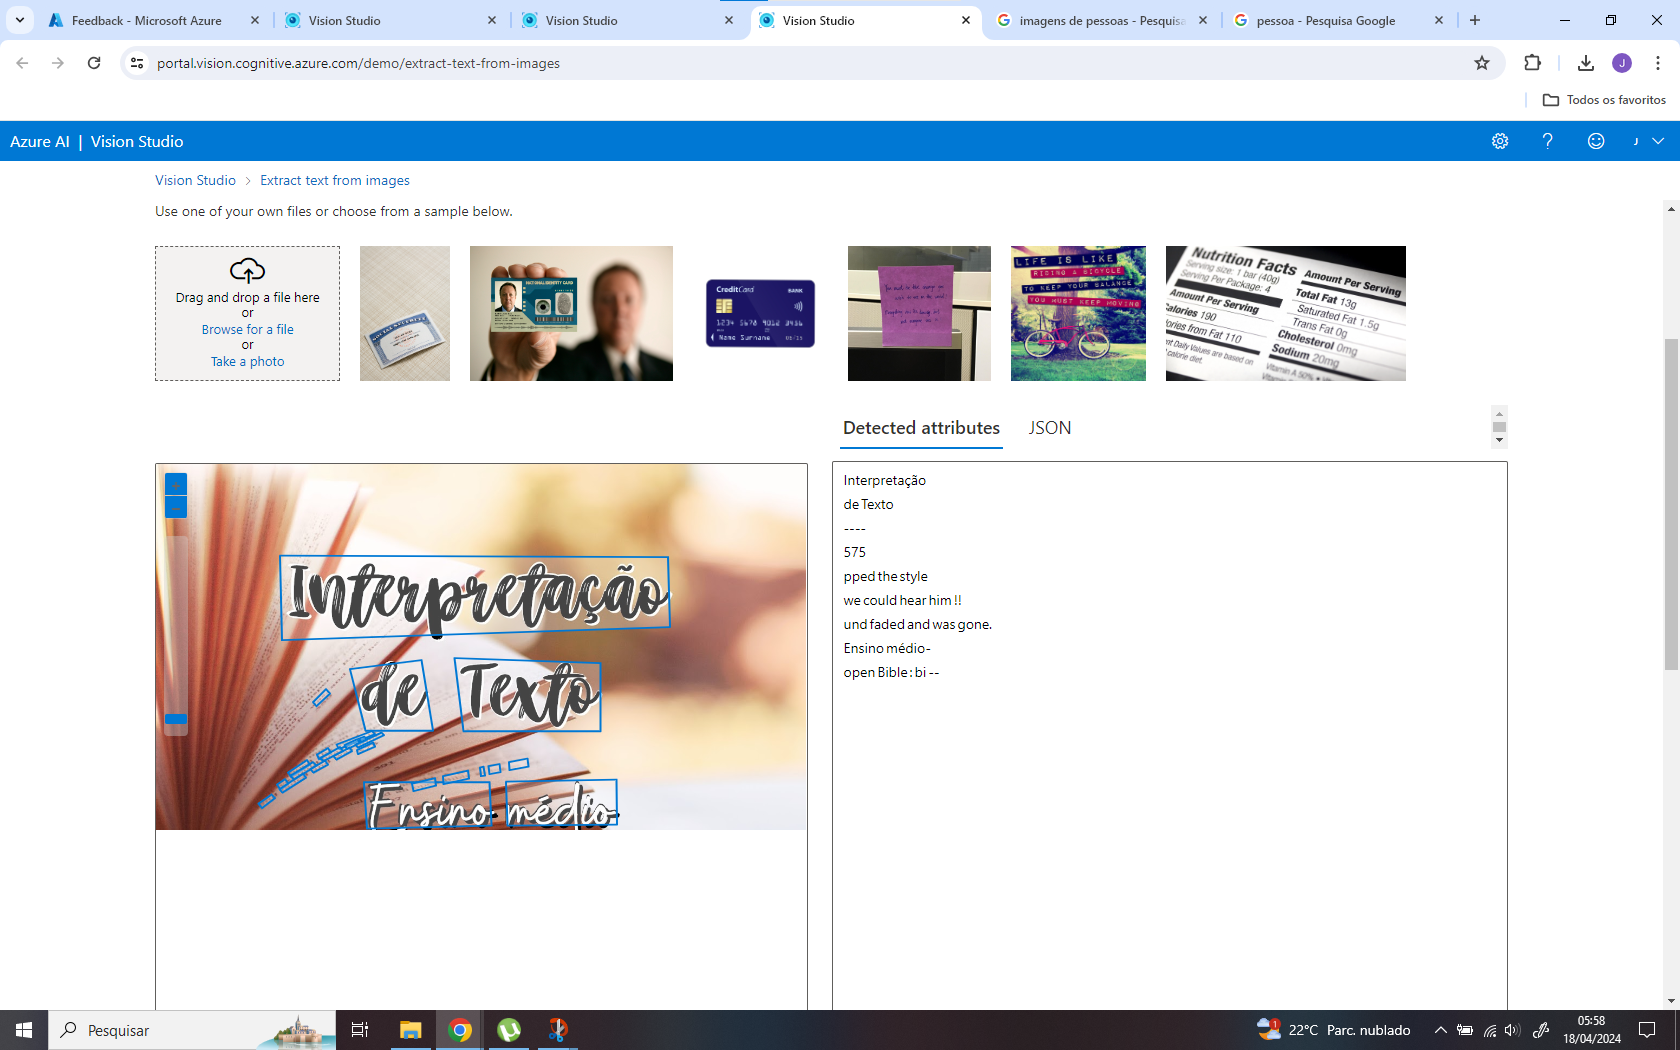 Feedback - Microsoft Azure
Vision Studio
Vision Studio
Vision Studio
imagens de pessoas - Pesquisa
pessoa - Pesquisa Google
portal.vision.cognitive.azure.com/demo/extract-text-from-images
J
Todos os favoritos
Azure AI | Vision Studio
J
Vision Studio > Extract text from images
Use one of your own files or choose from a sample below.
Drag and drop a file here
or
Browse for a file
or
Take a photo
SOCIAL SECURITY
NATIONAL IDENTITY CARD
CreditCard BANK
1234 5678 9012 3456
Name Surname
LIFE IS LIKE
RIDING A BICYCLE
TO KEEP YOUR BALANCE
YOU MUST KEEP MOVING
Nutrition Facts
Serving size: 1 bar (40g)
Serving Per Package: 4
Amount Per Serving
Calories 190
Calories from Fat 110
Amount Per Serving
Total Fat 13g
Saturated Fat 1.5g
Trans Fat 0g
Cholesterol 0mg
Sodium 20mg
Detected attributes JSON
Interpretação
de Texto
Ensino médio
Interpretação
de Texto
----
575
pped the style
we could hear him !!
und faded and was gone.
Ensino médio-
open Bible : bi --
Pesquisar
1
22°C Parc. nublado
05:58
18/04/2024